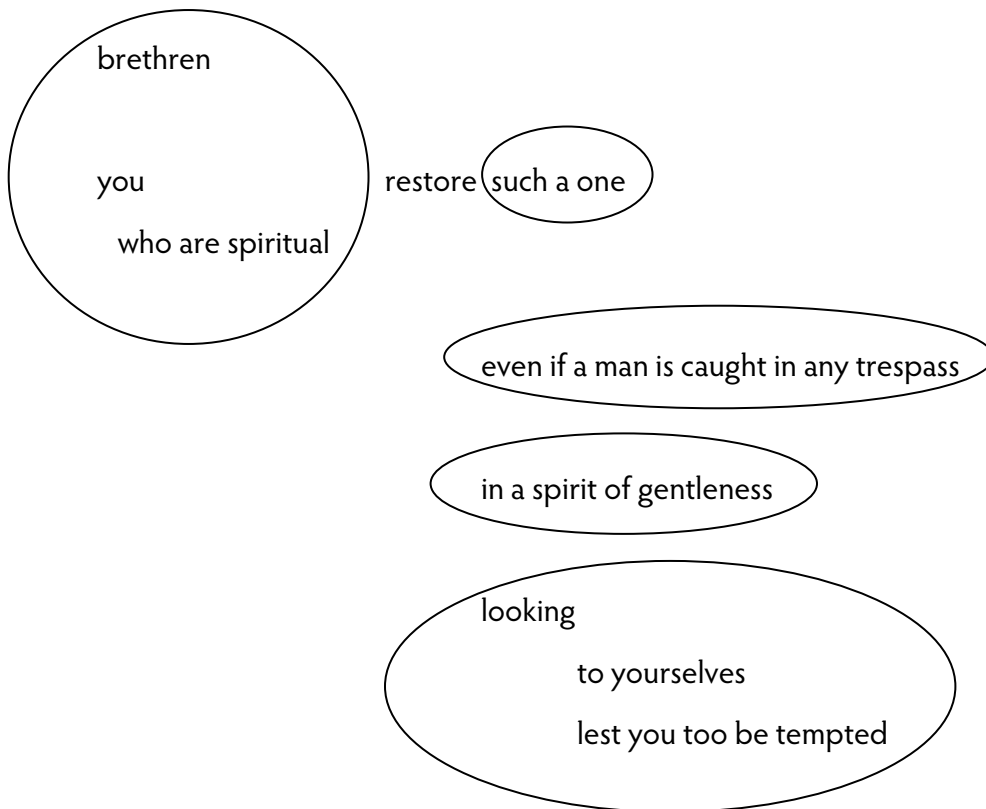 brethren
you restore such a one
who are spiritual
even if a man is caught in any trespass
in a spirit of gentleness
looking
to yourselves
lest you too be tempted